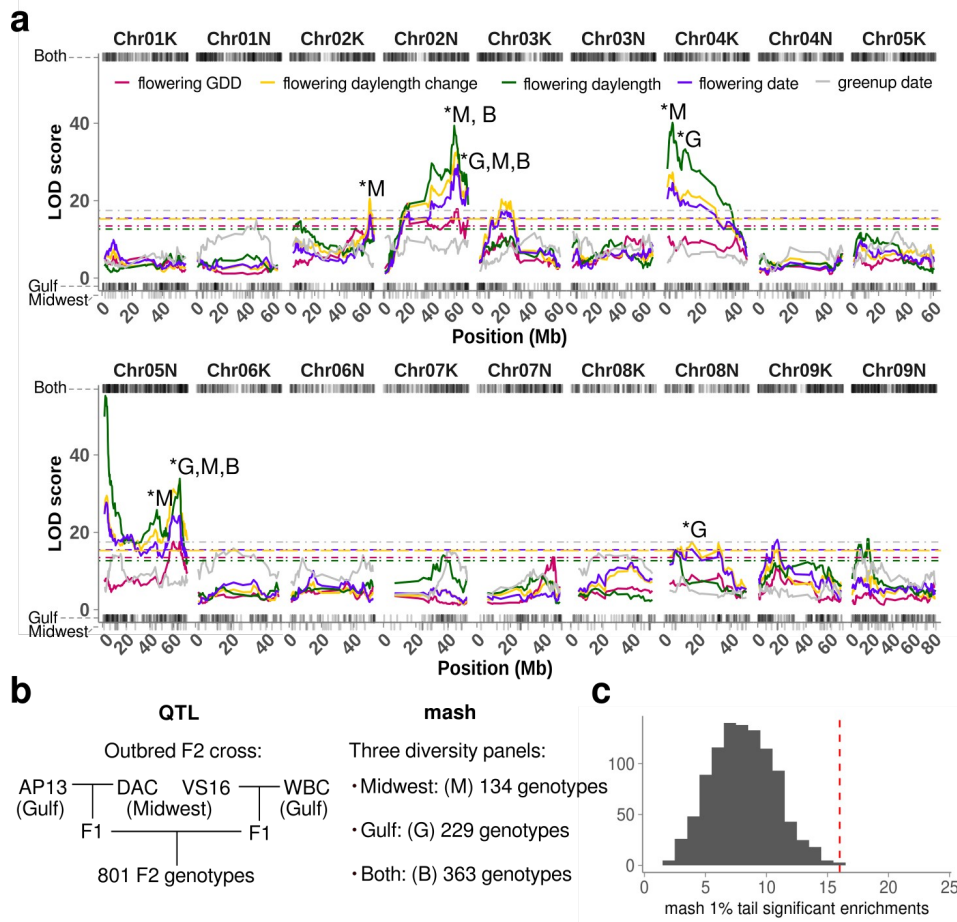 a
Chr01K Chr01N Chr02K Chr02N Chr03K Chr03N Chr04K Chr04N Chr05K
Both
flowering GDD flowering daylength change flowering daylength flowering date greenup date
*M, B
*M
40
*G
*G,M,B
*M
LOD score
20
0
Gulf
Midwest
0 20 40 60 0 20 40 0 20 40 60 0 20 40 60 0 20 40 60 0 20 40 60 0 20 40 0 20 40 0 20 40 60
Position (Mb)
Chr05N Chr06K Chr06N Chr07K Chr07N Chr08K Chr08N Chr09K Chr09N
Both
*G,M,B
40
*M
*G
LOD score
20
0
Gulf
Midwest
0 20 40 60 0 20 40 0 20 40 0 20 40 0 20 40 0 20 40 0 20 40 0 20 40 60 0 20 40 60 80
Position (Mb)
b
QTL
Outbred F2 cross:
AP13 DAC VS16 WBC
(Gulf) (Midwest) (Gulf)
F1 F1
801 F2 genotypes
mash
Three diversity panels:
• Midwest: (M) 134 genotypes
• Gulf: (G) 229 genotypes
• Both: (B) 363 genotypes
c
100
50
0
0 5 10 15 20 25
mash 1% tail significant enrichments